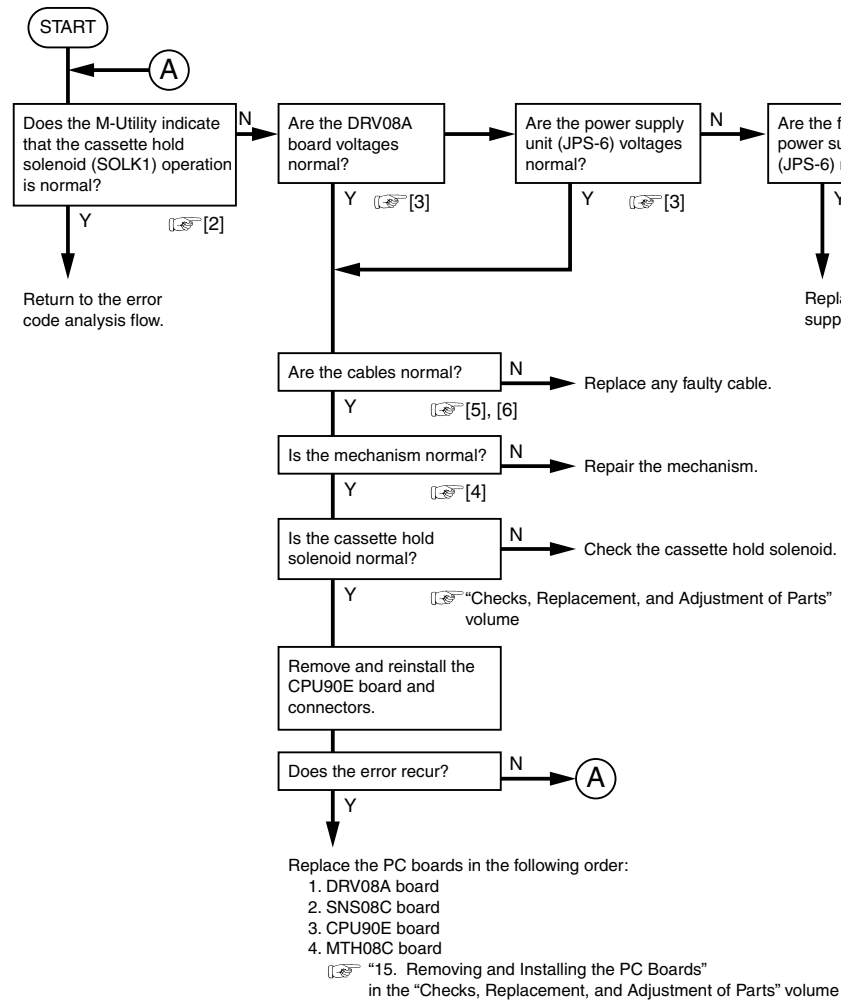 START
A
Does the M-Utility indicate
that the cassette hold
solenoid (SOLK1) operation
is normal?
N
Are the DRV08A
board voltages
normal?
Are the power supply
unit (JPS-6) voltages
normal?
N
Are the
power
(JPS-6)
Y
[2]
Y
[3]
Y
[3]
Return to the error
code analysis flow.
Are the cables normal?
N
Replace any faulty cable.
Y
[5], [6]
Is the mechanism normal?
N
Repair the mechanism.
Y
[4]
Is the cassette hold
solenoid normal?
N
Check the cassette hold solenoid.
Y
“Checks, Replacement, and Adjustment of Parts”
volume
Remove and reinstall the
CPU90E board and
connectors.
Does the error recur?
N
A
Y
Replace the PC boards in the following order:
1. DRV08A board
2. SNS08C board
3. CPU90E board
4. MTH08C board
“15. Removing and Installing the PC Boards”
in the “Checks, Replacement, and Adjustment of Parts” volume